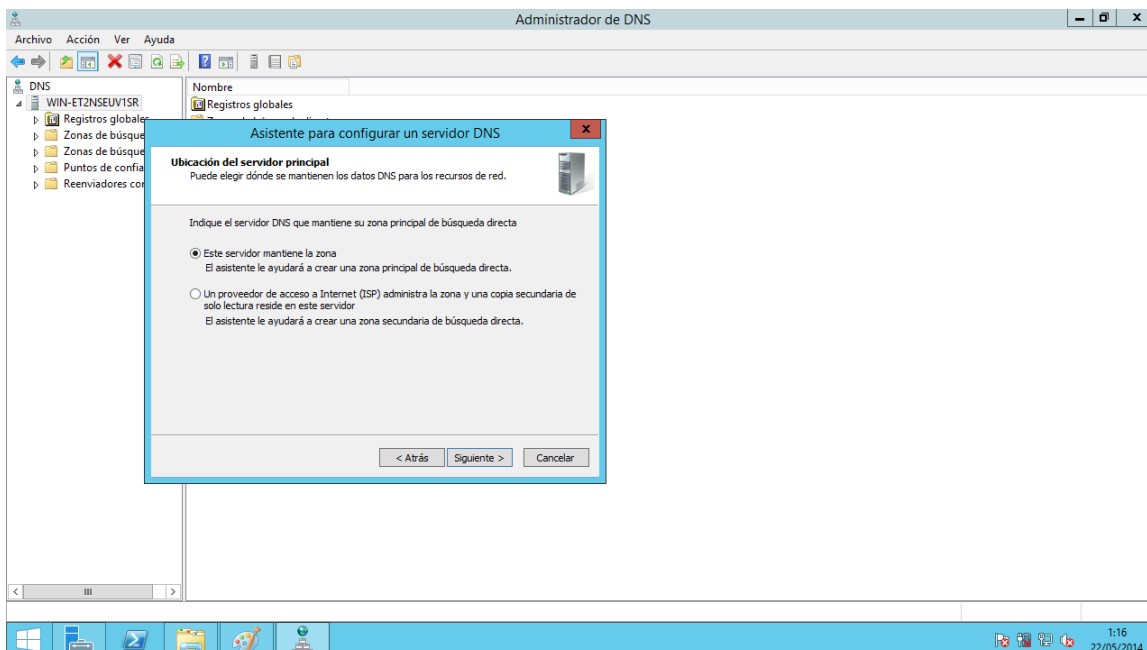 Administrador de DNS
Archivo Acción Ver Ayuda
DNS
WIN-ET2NSEUV1SR
Registros globales
Zonas de búsque
Zonas de búsque
Puntos de confia
Reenviadores cor
Nombre
Registros globales
Asistente para configurar un servidor DNS
Ubicación del servidor principal
Puede elegir dónde se mantienen los datos DNS para los recursos de red.
Indique el servidor DNS que mantiene su zona principal de búsqueda directa
Este servidor mantiene la zona
El asistente le ayudará a crear una zona principal de búsqueda directa.
Un proveedor de acceso a Internet (ISP) administra la zona y una copia secundaria de
solo lectura reside en este servidor
El asistente le ayudará a crear una zona secundaria de búsqueda directa.
< Atrás Siguiente > Cancelar
1:16
22/05/2014